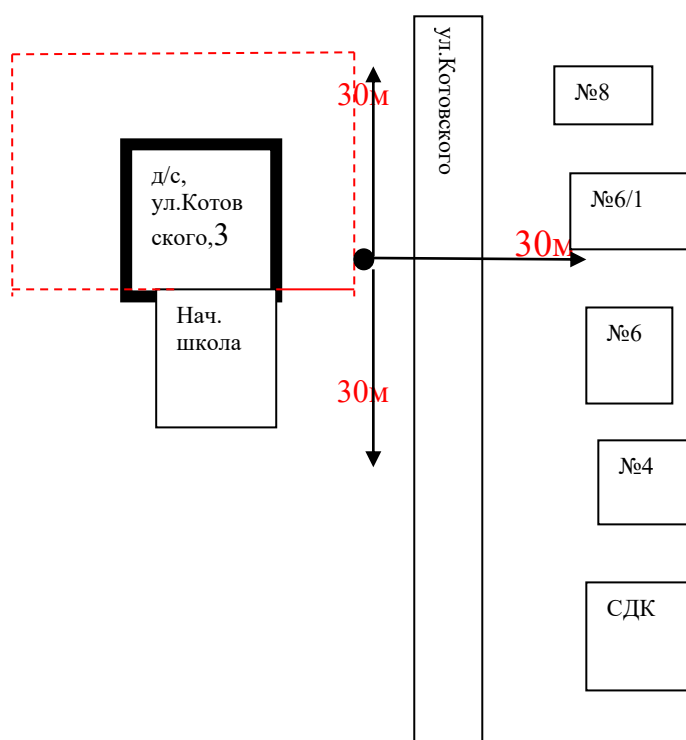 ул.Котовского
30м
№8
д/с,
ул.Котов
ского,3
№6/1
30м
Нач.
школа
№6
30м
№4
СДК